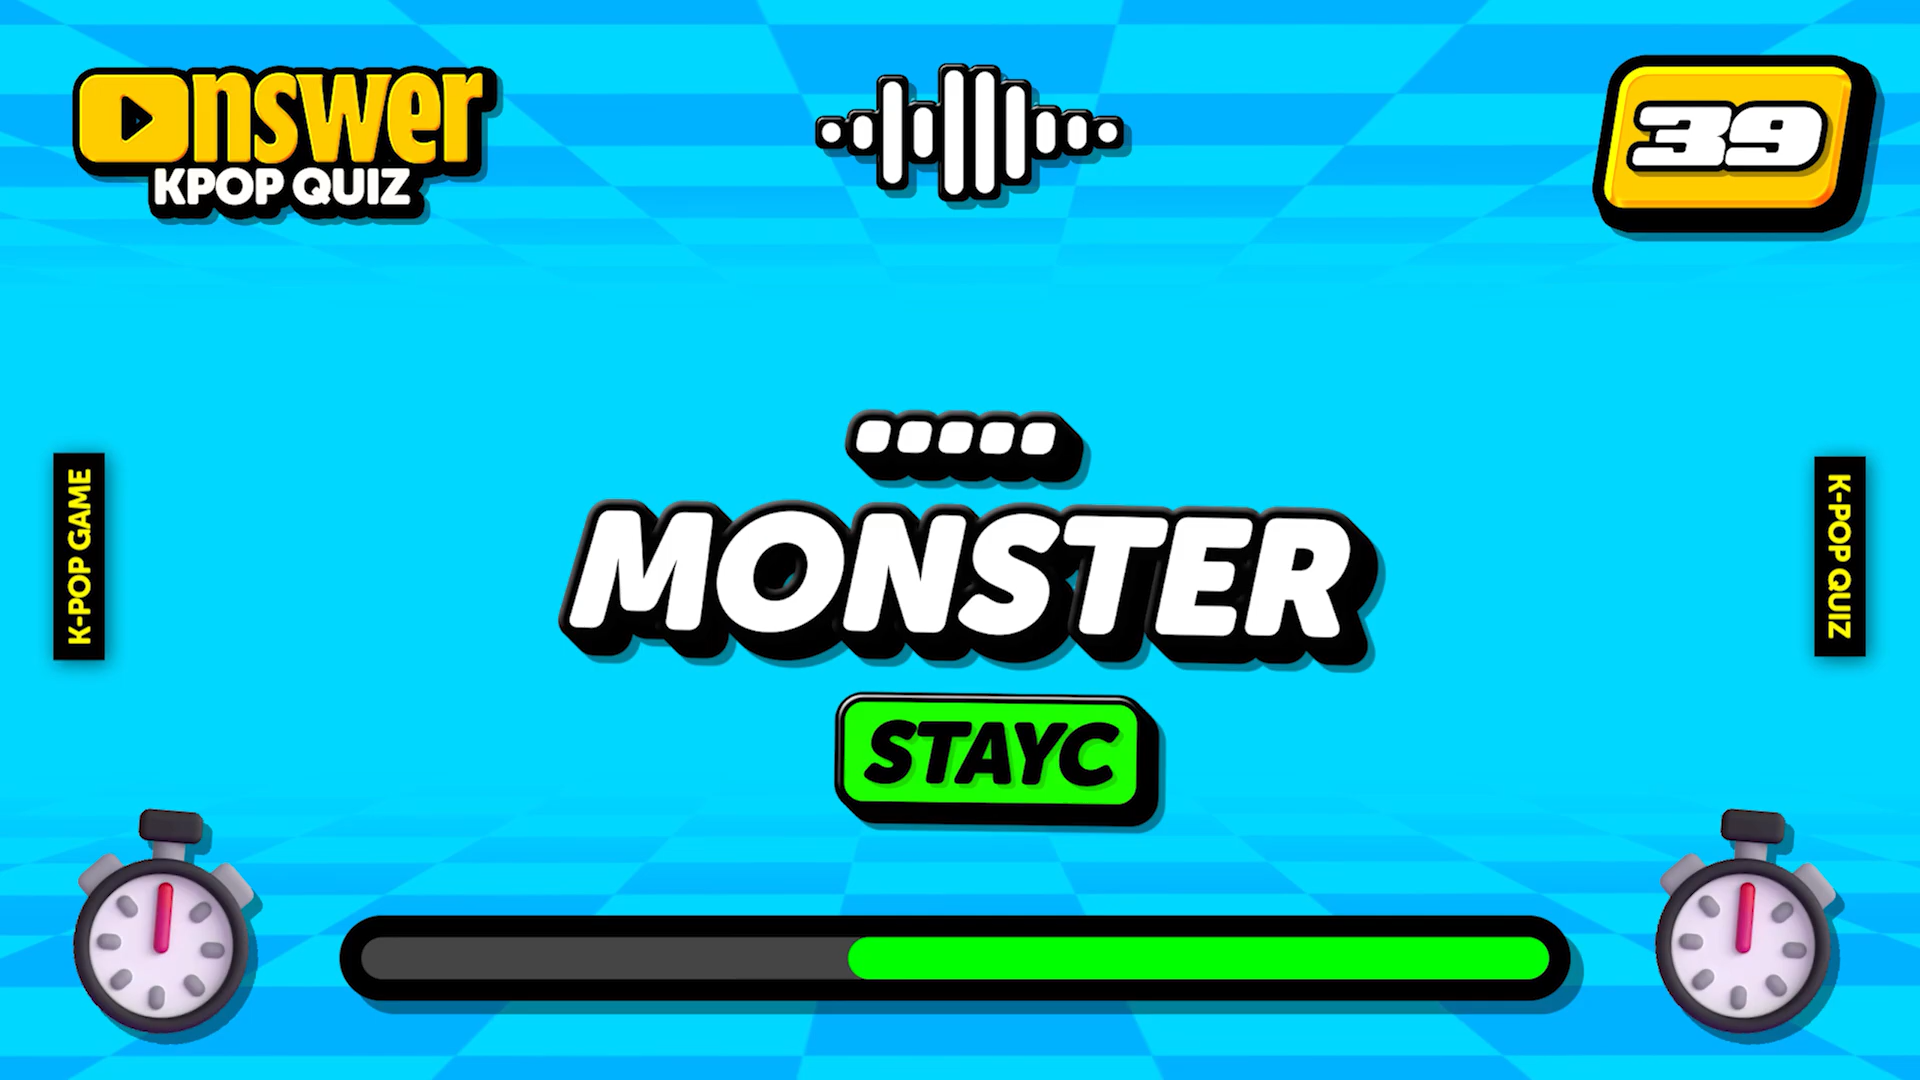 nswer
KPOP QUIZ
39
K-POP GAME
K-POP QUIZ
MONSTER
STAYC